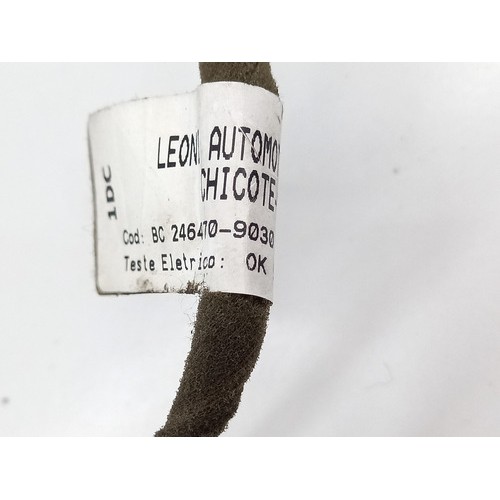 LEONI AUTOMO
CHICOTE
1DC
Cod: BC 246470-9030
Teste Eletrico: OK